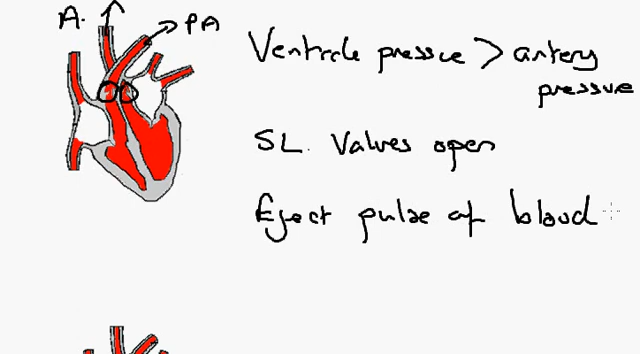 A. PA
Ventricle pressure > artery
pressure
SL. Valves open
Eject pulse of blood